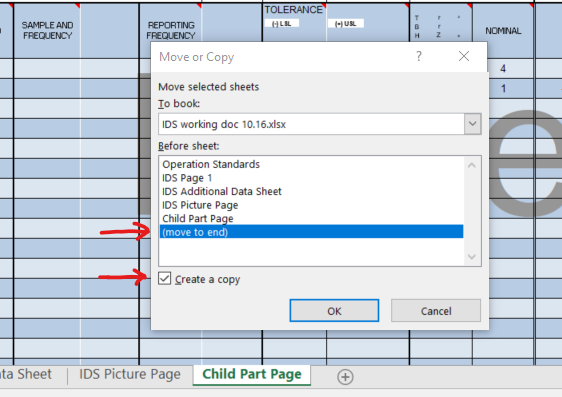 TOLERANCE
SAMPLE AND FREQUENCY
REPORTING FREQUENCY
(-) LSL
(+) USL
T
B
H
NOMINAL
Move or Copy
?
4
Move selected sheets
1
To book:
IDS working doc 10.16.xlsx
Before sheet:
Operation Standards
IDS Page 1
IDS Additional Data Sheet
IDS Picture Page
Child Part Page
(move to end)
Create a copy
OK
Cancel
ta Sheet
IDS Picture Page
Child Part Page